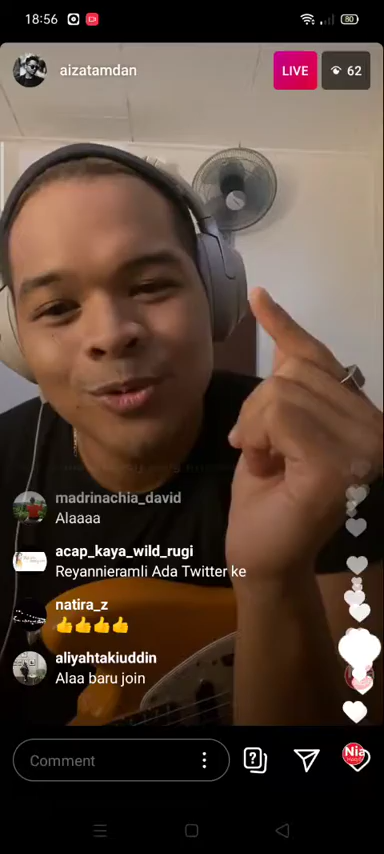 18:56
80
aizatamdan
LIVE
62
madrinachia_david
Alaaaa
acap_kaya_wild_rugi
Reyannieramli Ada Twitter ke
natira_z
👍👍👍👍
aliyahtakiuddin
Alaa baru join
Comment
Nia